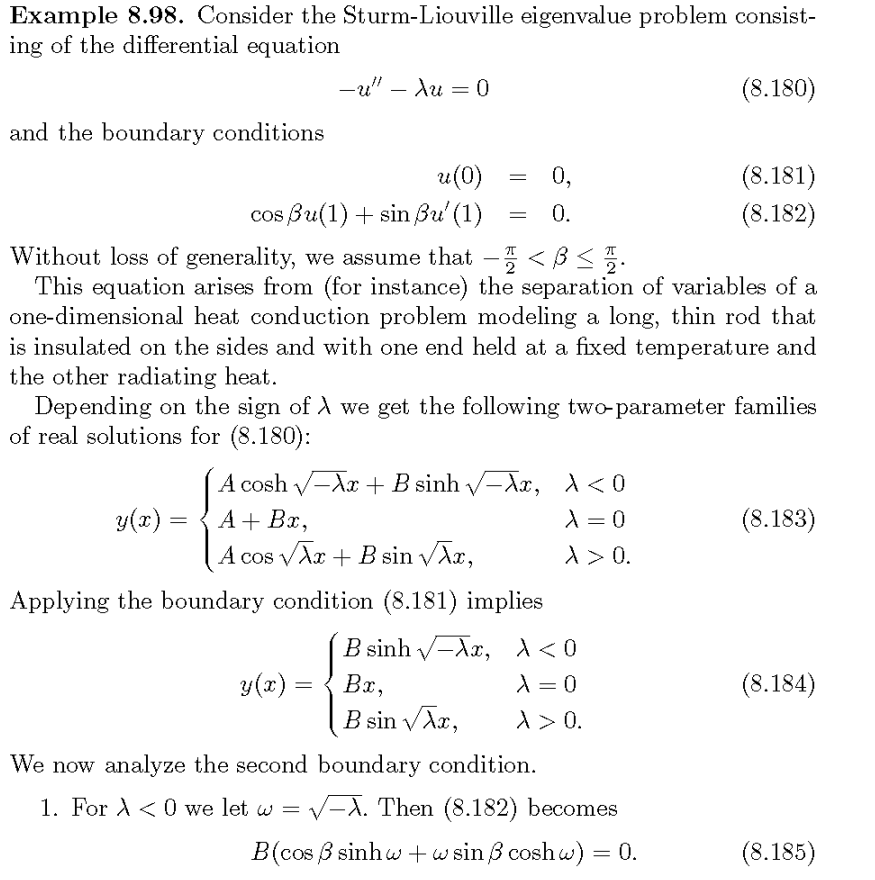 Example 8.98. Consider the Sturm-Liouville eigenvalue problem consist-
ing of the differential equation
−u″ − λu = 0 (8.180)
and the boundary conditions
u(0) = 0, (8.181)
cos βu(1) + sin βu′(1) = 0. (8.182)
Without loss of generality, we assume that −π/2 < β ≤ π/2.
This equation arises from (for instance) the separation of variables of a
one-dimensional heat conduction problem modeling a long, thin rod that
is insulated on the sides and with one end held at a fixed temperature and
the other radiating heat.
Depending on the sign of λ we get the following two-parameter families
of real solutions for (8.180):
y(x) = { A cosh √−λx + B sinh √−λx, λ < 0
A + Bx, λ = 0 (8.183)
A cos √λx + B sin √λx, λ > 0.
Applying the boundary condition (8.181) implies
y(x) = { B sinh √−λx, λ < 0
Bx, λ = 0 (8.184)
B sin √λx, λ > 0.
We now analyze the second boundary condition.
1. For λ < 0 we let ω = √−λ. Then (8.182) becomes
B(cos β sinh ω + ω sin β cosh ω) = 0. (8.185)